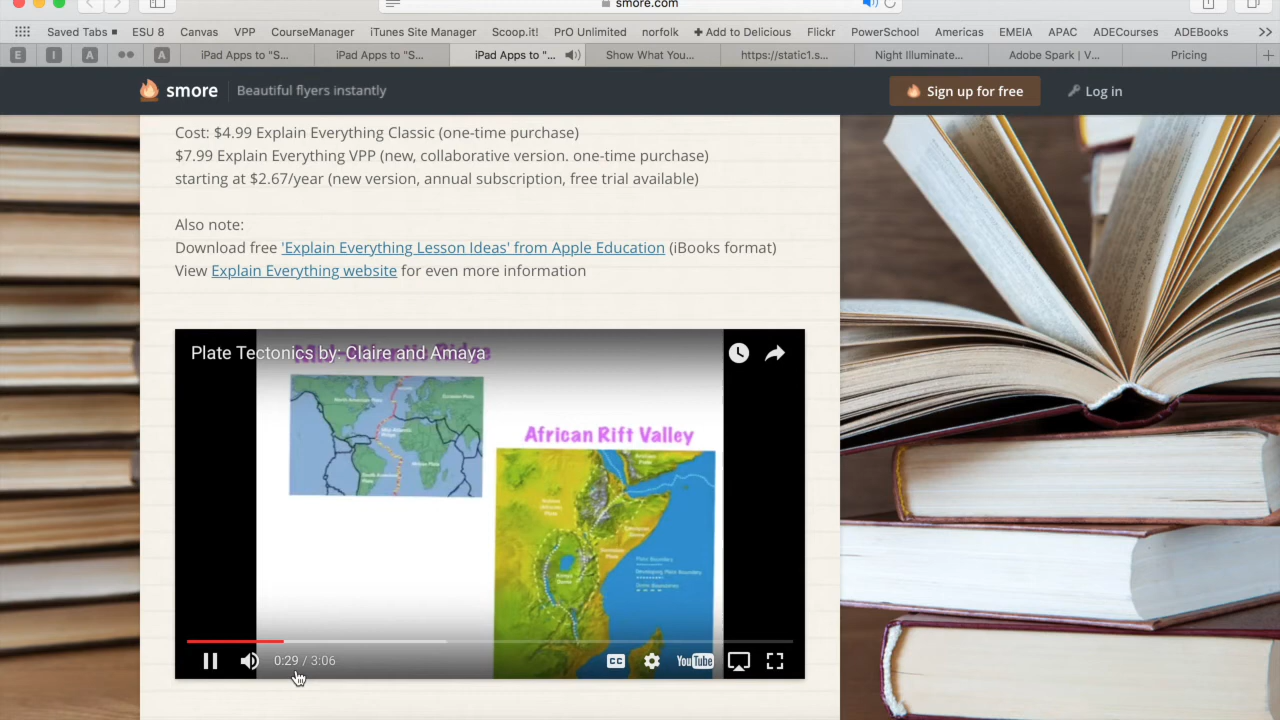 smore.com
Saved Tabs ESU 8 Canvas VPP CourseManager iTunes Site Manager Scoop.it! PrO Unlimited norfolk + Add to Delicious Flickr PowerSchool Americas EMEIA APAC ADECourses ADEBooks >>
E I A A iPad Apps to "S... iPad Apps to "S... iPad Apps to "... Show What You... https://static1.s... Night Illuminate... Adobe Spark | V... Pricing
smore Beautiful flyers instantly Sign up for free Log in
Cost: $4.99 Explain Everything Classic (one-time purchase)
$7.99 Explain Everything VPP (new, collaborative version. one-time purchase)
starting at $2.67/year (new version, annual subscription, free trial available)
Also note:
Download free 'Explain Everything Lesson Ideas' from Apple Education (iBooks format)
View Explain Everything website for even more information
Plate Tectonics by: Claire and Amaya
African Rift Valley
0:29 / 3:06
CC YouTube